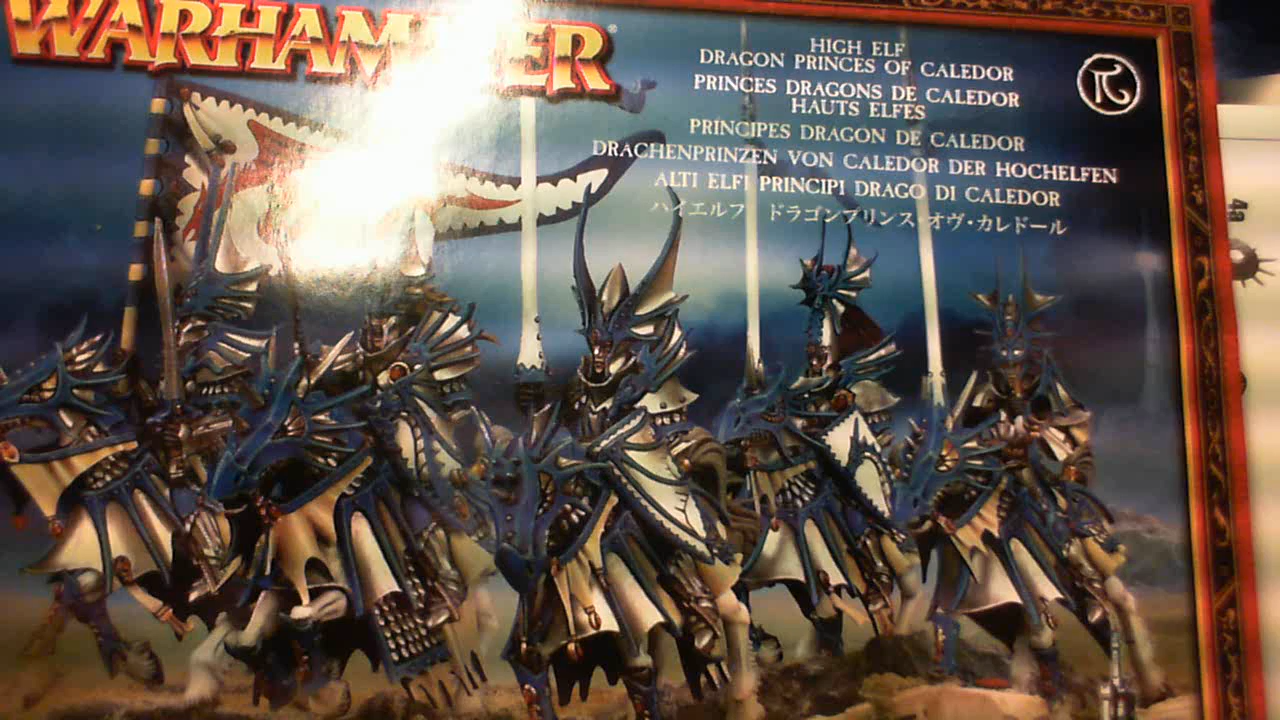 WARHAMMER®
HIGH ELF
DRAGON PRINCES OF CALEDOR
PRINCES DRAGONS DE CALEDOR
HAUTS ELFES
PRINCIPES DRAGON DE CALEDOR
DRACHENPRINZEN VON CALEDOR DER HOCHELFEN
ALTI ELFI PRINCIPI DRAGO DI CALEDOR
ハイエルフ ドラゴンプリンス・オヴ・カレドール
4a